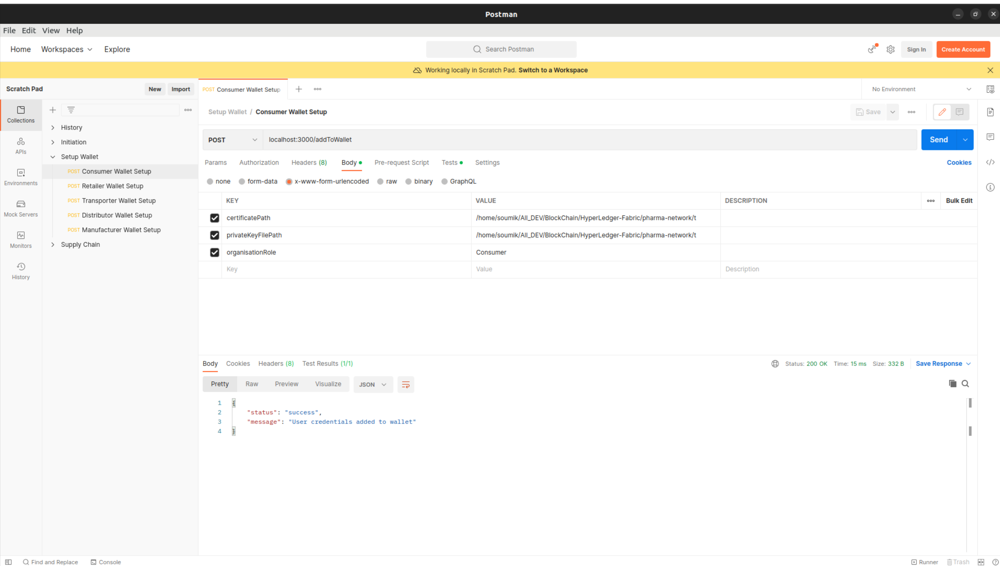 Postman
File Edit View Help
Home Workspaces Explore Search Postman Sign In Create Account
Working locally in Scratch Pad. Switch to a Workspace
Scratch Pad New Import POST Consumer Wallet Setup No Environment
Collections
APIs
Environments
Mock Servers
Monitors
History
History
Initiation
Setup Wallet
POST Consumer Wallet Setup
POST Retailer Wallet Setup
POST Transporter Wallet Setup
POST Distributor Wallet Setup
POST Manufacturer Wallet Setup
Supply Chain
Setup Wallet / Consumer Wallet Setup Save
POST localhost:3000/addToWallet Send
Params Authorization Headers (8) Body Pre-request Script Tests Settings Cookies
none form-data x-www-form-urlencoded raw binary GraphQL
KEY VALUE DESCRIPTION Bulk Edit
certificatePath /home/soumik/All_DEV/BlockChain/HyperLedger-Fabric/pharma-network/t
privateKeyFilePath /home/soumik/All_DEV/BlockChain/HyperLedger-Fabric/pharma-network/t
organisationRole Consumer
Key Value Description
Body Cookies Headers (8) Test Results (1/1) Status: 200 OK Time: 15 ms Size: 332 B Save Response
Pretty Raw Preview Visualize JSON
1 {
2 "status": "success",
3 "message": "User credentials added to wallet"
4 }
Find and Replace Console Runner Trash